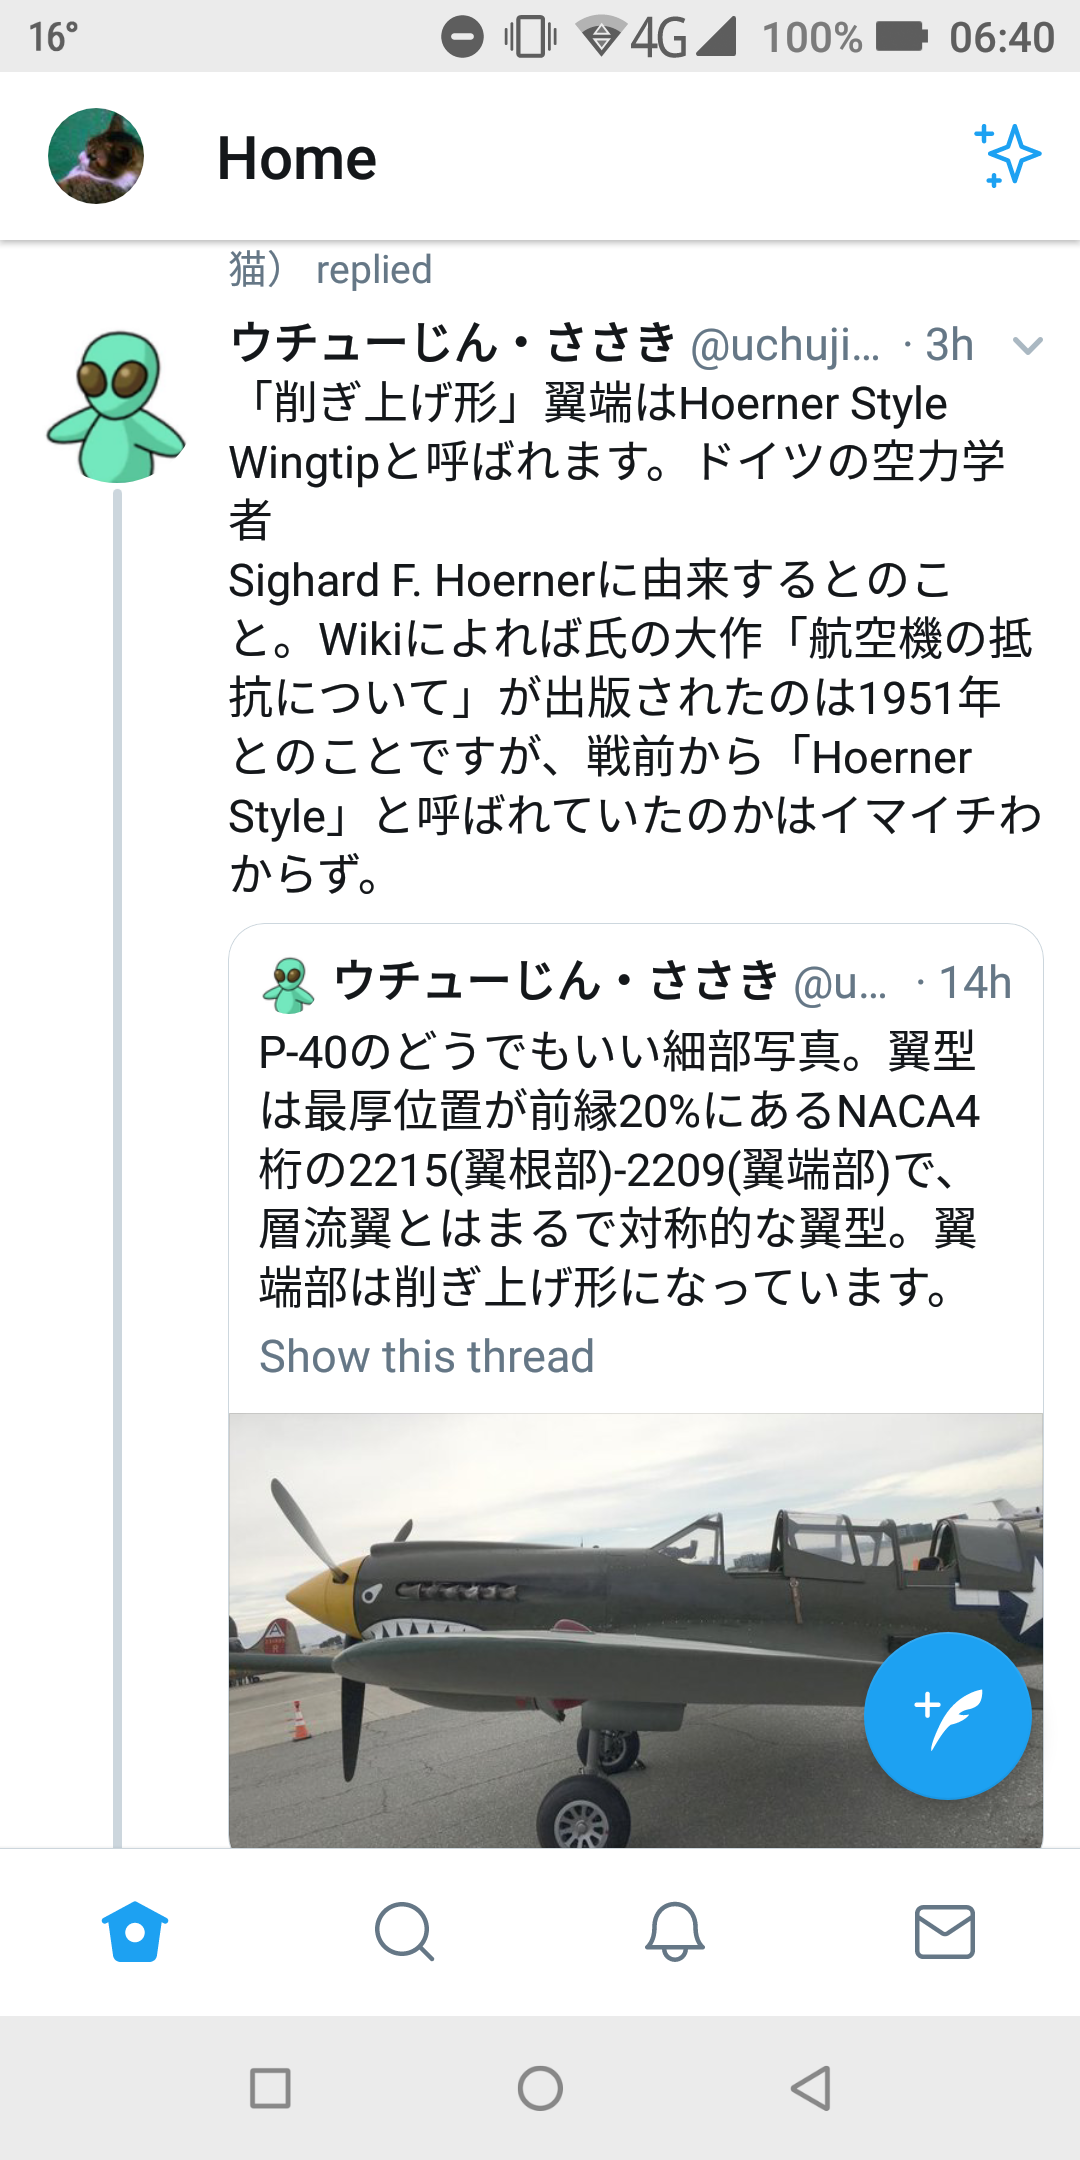 16°
4G
100%
06:40
Home
猫） replied
ウチューじん・ささき @uchuji... · 3h
「削ぎ上げ形」翼端はHoerner Style
Wingtipと呼ばれます。ドイツの空力学
者
Sighard F. Hoernerに由来するとのこ
と。Wikiによれば氏の大作「航空機の抵
抗について」が出版されたのは1951年
とのことですが、戦前から「Hoerner
Style」と呼ばれていたのかはイマイチわ
からず。
ウチューじん・ささき @u... · 14h
P-40のどうでもいい細部写真。翼型
は最厚位置が前縁20%にあるNACA4
桁の2215(翼根部)-2209(翼端部)で、
層流翼とはまるで対称的な翼型。翼
端部は削ぎ上げ形になっています。
Show this thread
A